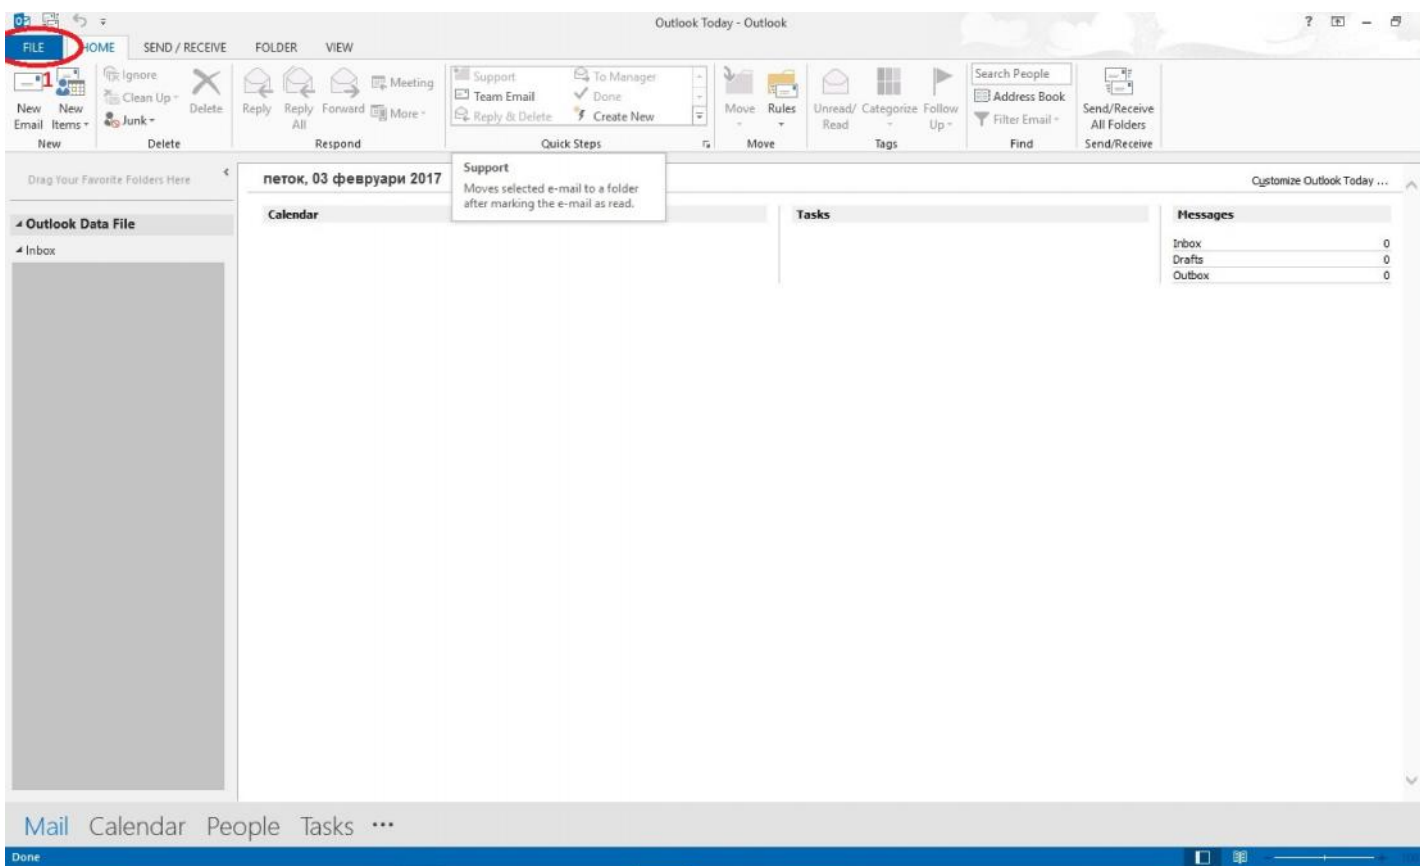 Outlook Today - Outlook
FILE HOME SEND / RECEIVE FOLDER VIEW
1
New Email
New Items
New
Ignore
Clean Up
Junk
Delete
Delete
Reply
Reply All
Forward
Meeting
More
Respond
Support
Team Email
Reply & Delete
To Manager
Done
Create New
Quick Steps
Move
Rules
Move
Unread/ Read
Categorize
Follow Up
Tags
Search People
Address Book
Filter Email
Find
Send/Receive All Folders
Send/Receive
Support
Moves selected e-mail to a folder
after marking the e-mail as read.
Drag Your Favorite Folders Here
Outlook Data File
Inbox
петок, 03 февруари 2017
Customize Outlook Today ...
Calendar
Tasks
Messages
Inbox 0
Drafts 0
Outbox 0
Mail Calendar People Tasks ···
Done